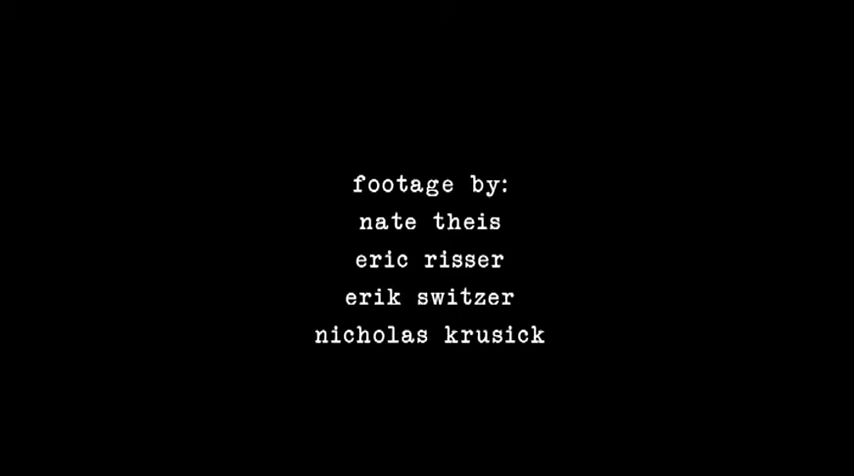 footage by:
nate theis
eric risser
erik switzer
nicholas krusick